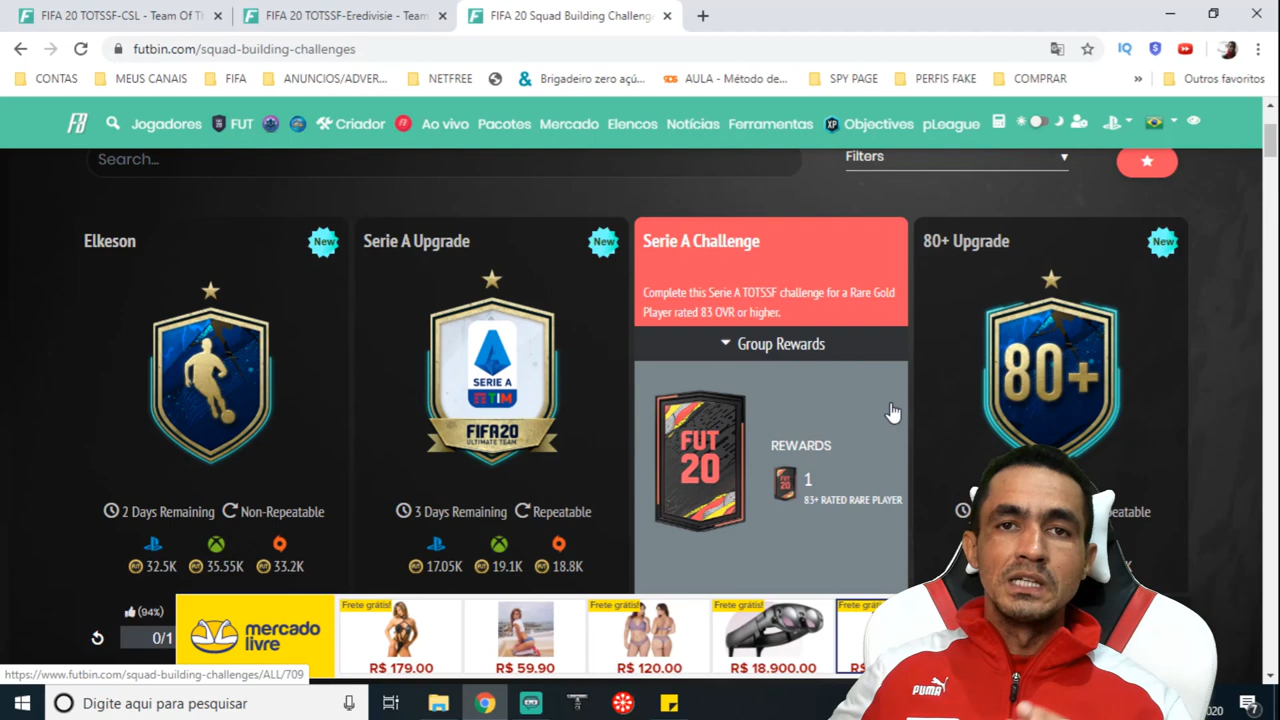 FIFA 20 TOTSSF-CSL - Team Of Th
FIFA 20 TOTSSF-Eredivisie - Team
FIFA 20 Squad Building Challeng
futbin.com/squad-building-challenges
CONTAS
MEUS CANAIS
FIFA
ANUNCIOS/ADVER...
NETFREE
Brigadeiro zero açú...
AULA - Método de...
SPY PAGE
PERFIS FAKE
COMPRAR
Outros favoritos
Jogadores
FUT
Criador
Ao vivo
Pacotes
Mercado
Elencos
Notícias
Ferramentas
XP
Objectives
pLeague
Search...
Filters
Elkeson
New
Serie A Upgrade
New
Serie A Challenge
80+ Upgrade
New
Complete this Serie A TOTSSF challenge for a Rare Gold
Player rated 83 OVR or higher.
Group Rewards
SERIE A
TIM
FIFA20
ULTIMATE TEAM
FUT
20
REWARDS
1
83+ RATED RARE PLAYER
80+
2 Days Remaining
Non-Repeatable
3 Days Remaining
Repeatable
32.5K
35.55K
33.2K
17.05K
19.1K
18.8K
(94%)
0/1
mercado
livre
Frete grátis!
R$ 179.00
R$ 59.90
Frete grátis!
R$ 120.00
Frete grátis!
R$ 18.900.00
https://www.futbin.com/squad-building-challenges/ALL/709
PUMA
Digite aqui para pesquisar
7